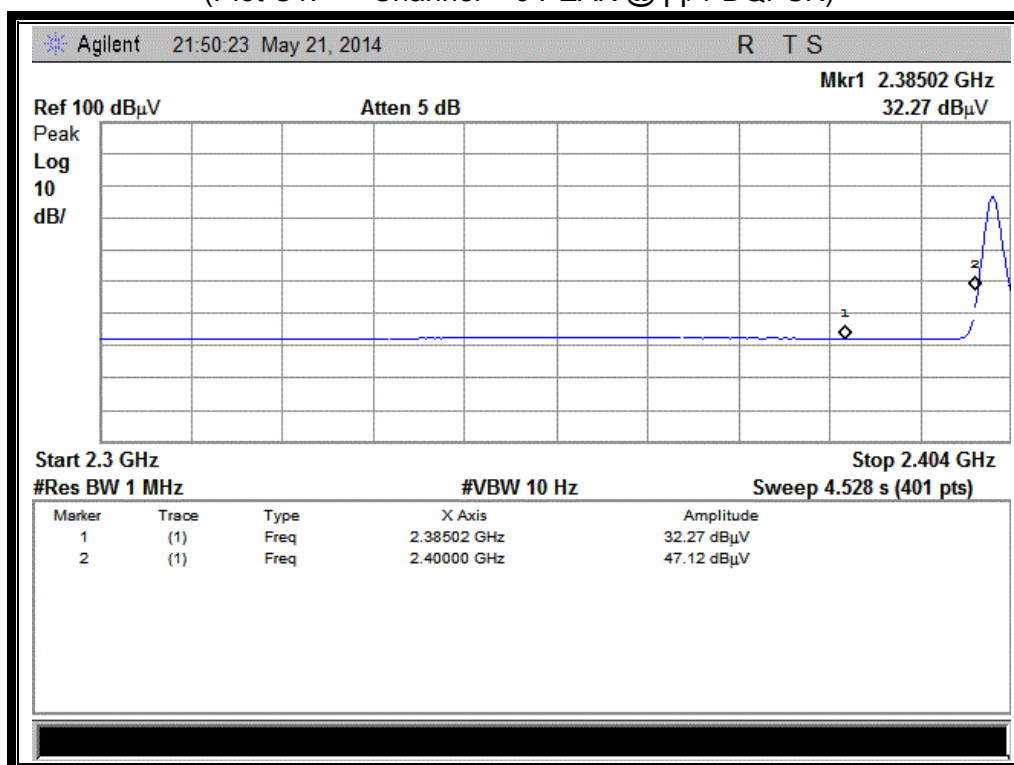 Agilent 21:50:23 May 21, 2014 R T S
Mkr1 2.38502 GHz
Ref 100 dBµV Atten 5 dB 32.27 dBµV
Peak
Log
10
dB/
1
2
Start 2.3 GHz Stop 2.404 GHz
#Res BW 1 MHz #VBW 10 Hz Sweep 4.528 s (401 pts)
Marker Trace Type X Axis Amplitude
1 (1) Freq 2.38502 GHz 32.27 dBµV
2 (1) Freq 2.40000 GHz 47.12 dBµV